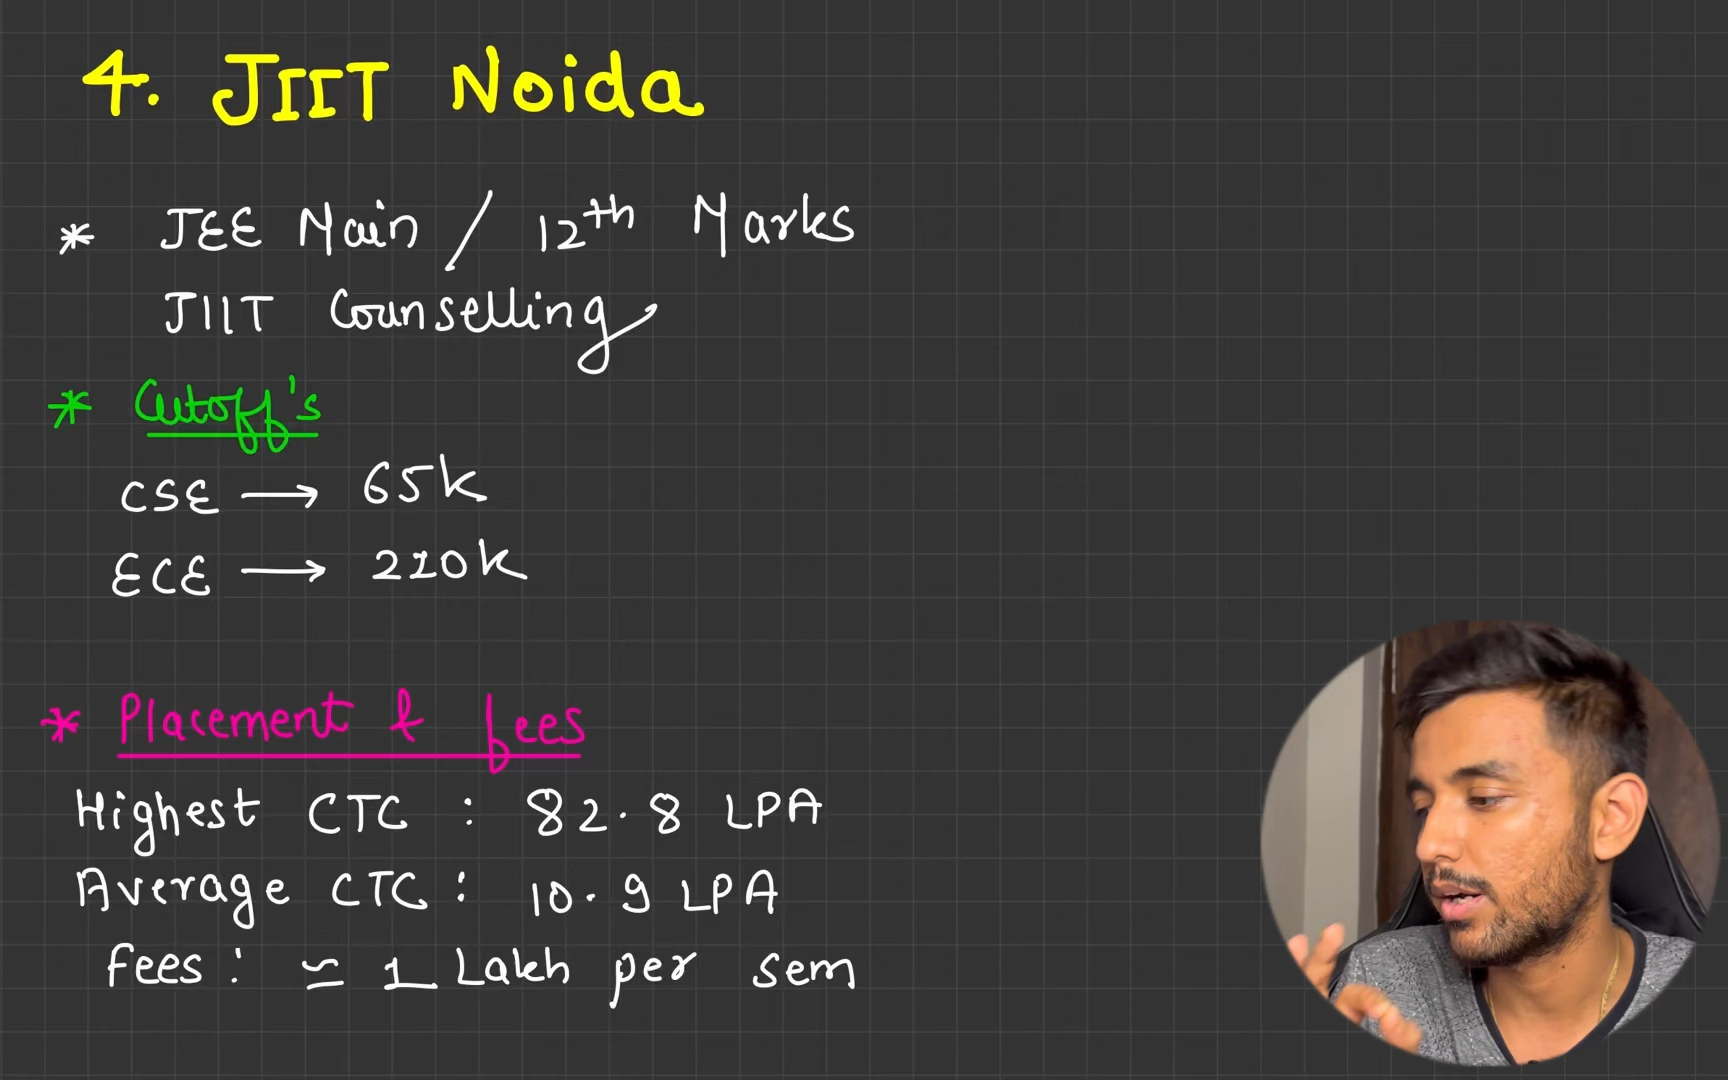 4. JIIT Noida
* JEE Main / 12th Marks
JIIT Counselling
* Cutoff's
CSE → 65k
ECE → 210k
* Placement & fees
Highest CTC : 82.8 LPA
Average CTC : 10.9 LPA
fees : ≃ 1 Lakh per sem